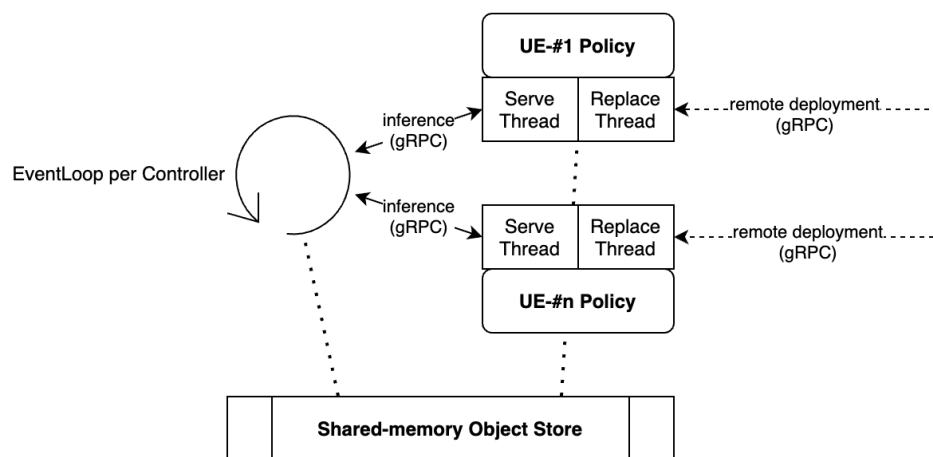 UE-#1 Policy
Serve
Thread
Replace
Thread
remote deployment
(gRPC)
inference
(gRPC)
EventLoop per Controller
inference
(gRPC)
Serve
Thread
Replace
Thread
remote deployment
(gRPC)
UE-#n Policy
Shared-memory Object Store